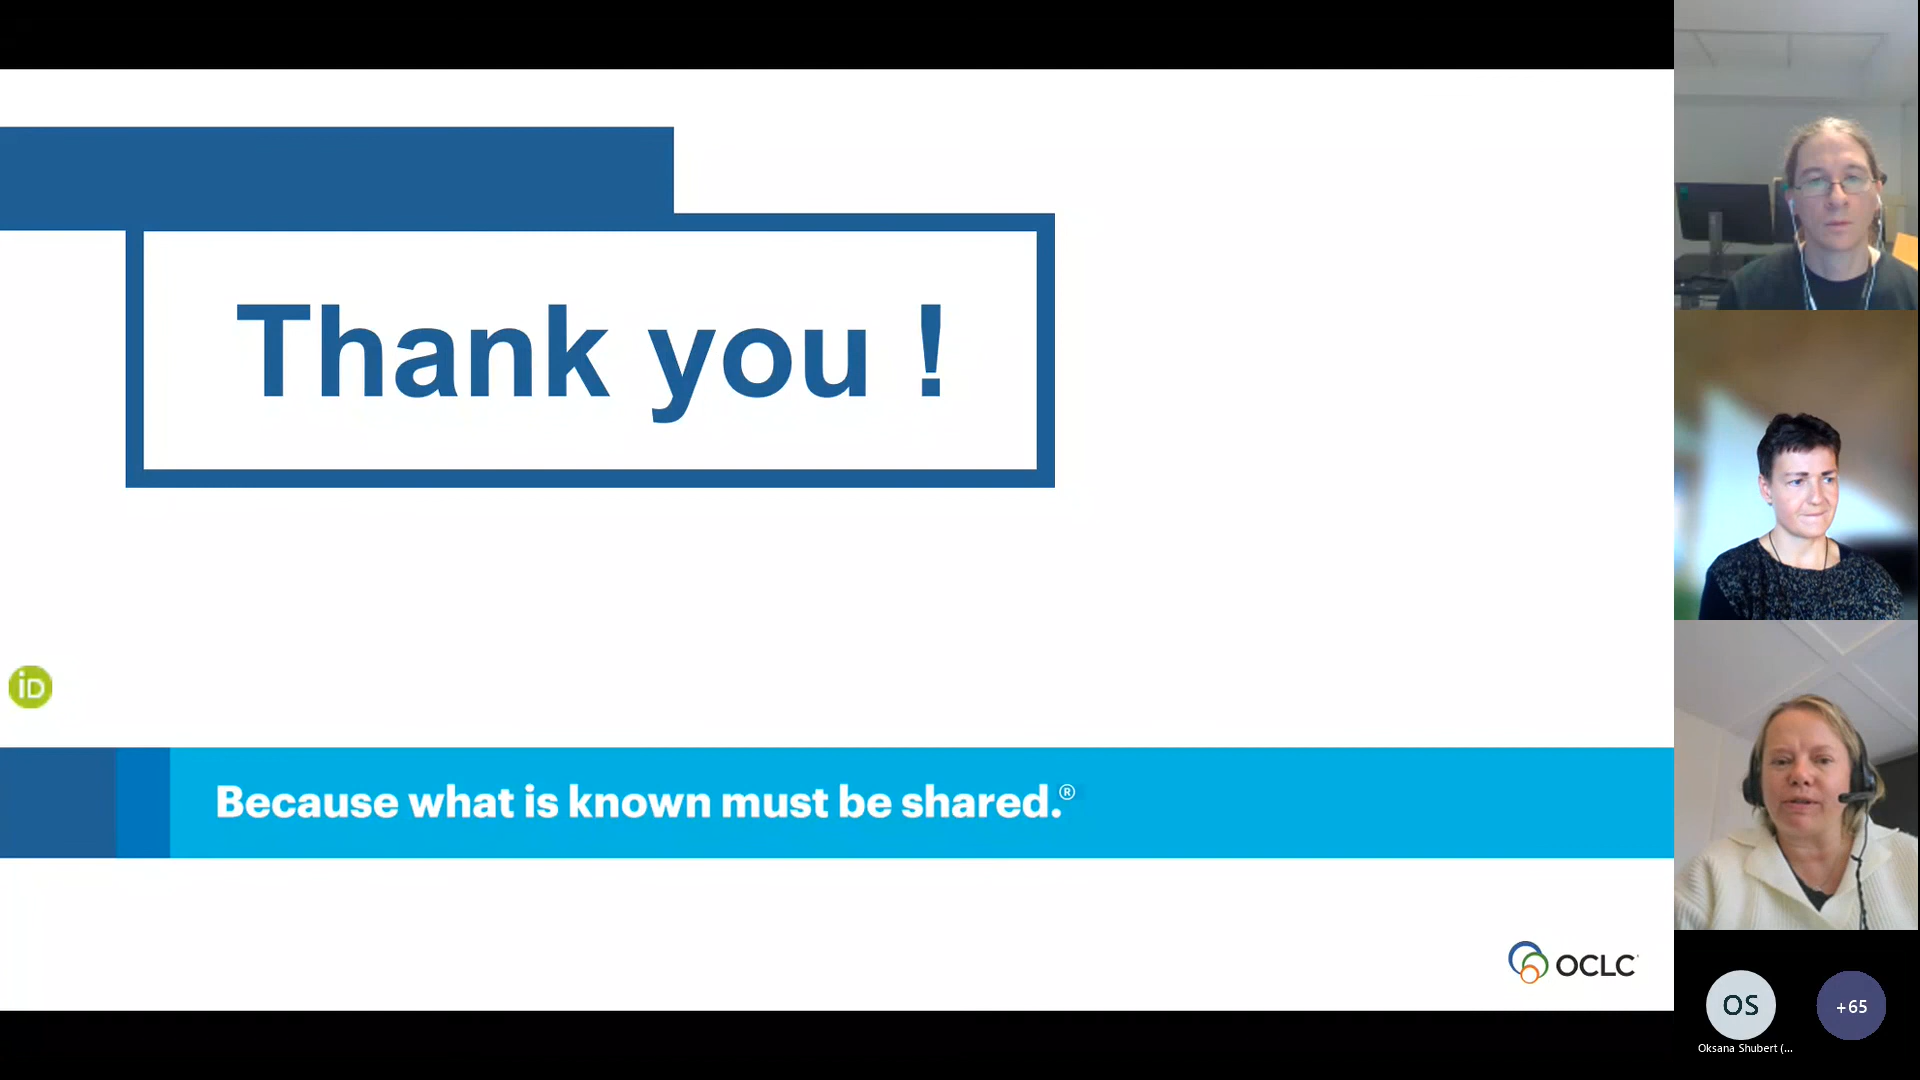 Thank you !
iD
Because what is known must be shared.®
OCLC
OS
+65
Oksana Shubert (...